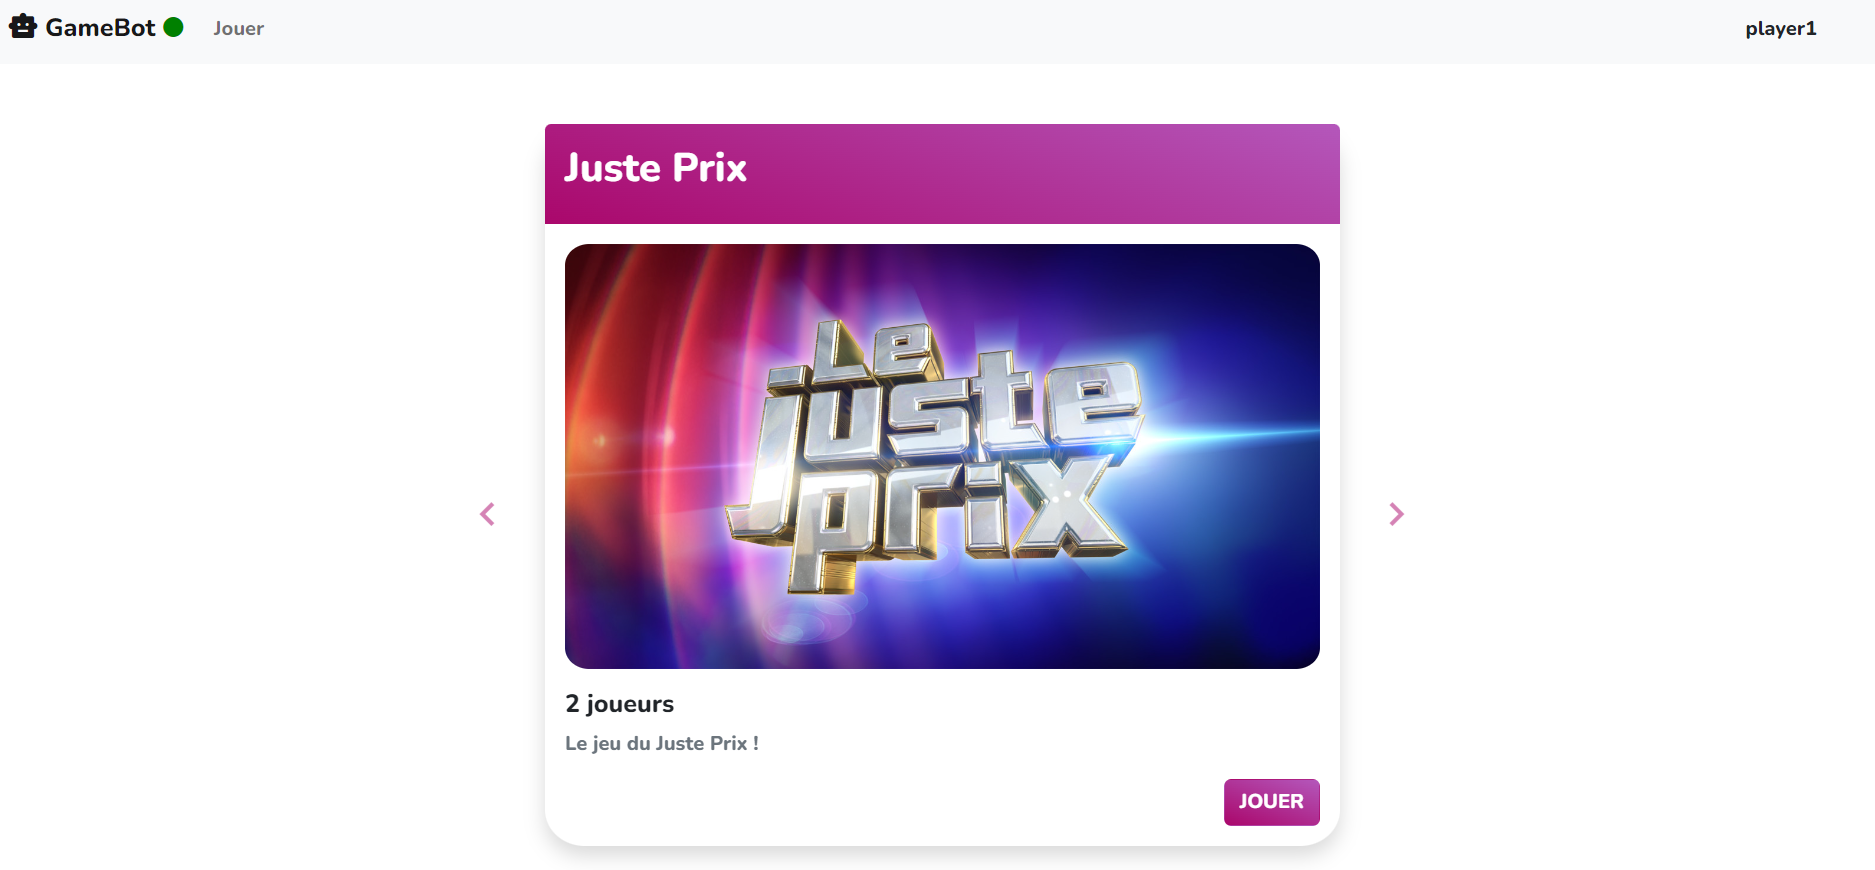 GameBot
Jouer
player1
Juste Prix
Le
juste
prix
2 joueurs
Le jeu du Juste Prix !
JOUER